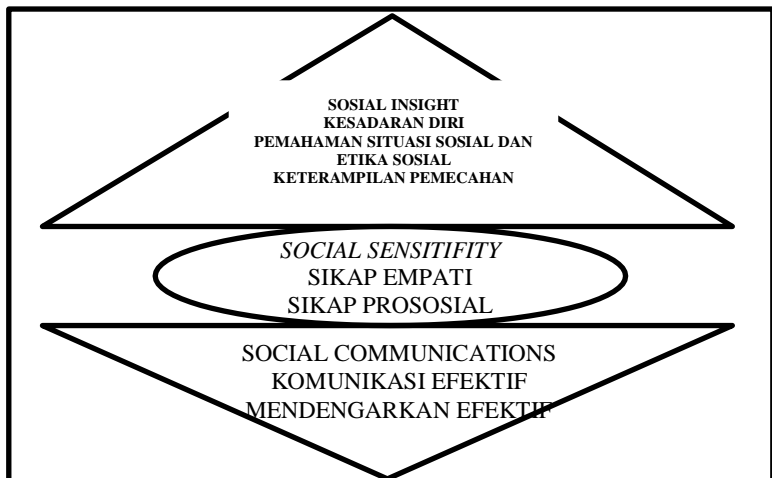 SOSIAL INSIGHT
KESADARAN DIRI
PEMAHAMAN SITUASI SOSIAL DAN
ETIKA SOSIAL
KETERAMPILAN PEMECAHAN
SOCIAL SENSITIFITY
SIKAP EMPATI
SIKAP PROSOSIAL
SOCIAL COMMUNICATIONS
KOMUNIKASI EFEKTIF
MENDENGARKAN EFEKTIF